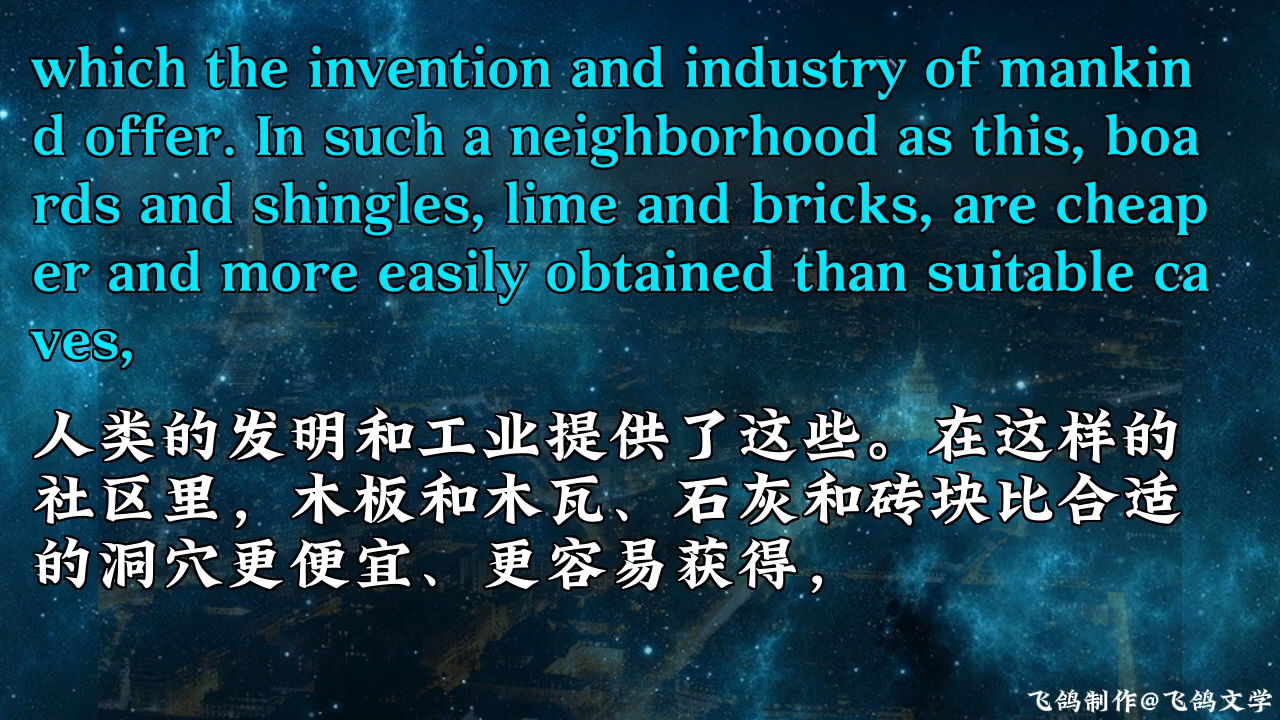 which the invention and industry of mankin
d offer. In such a neighborhood as this, boa
rds and shingles, lime and bricks, are cheap
er and more easily obtained than suitable ca
ves,
人类的发明和工业提供了这些。在这样的
社区里，木板和木瓦、石灰和砖块比合适
的洞穴更便宜、更容易获得，
飞鸽制作@飞鸽文学